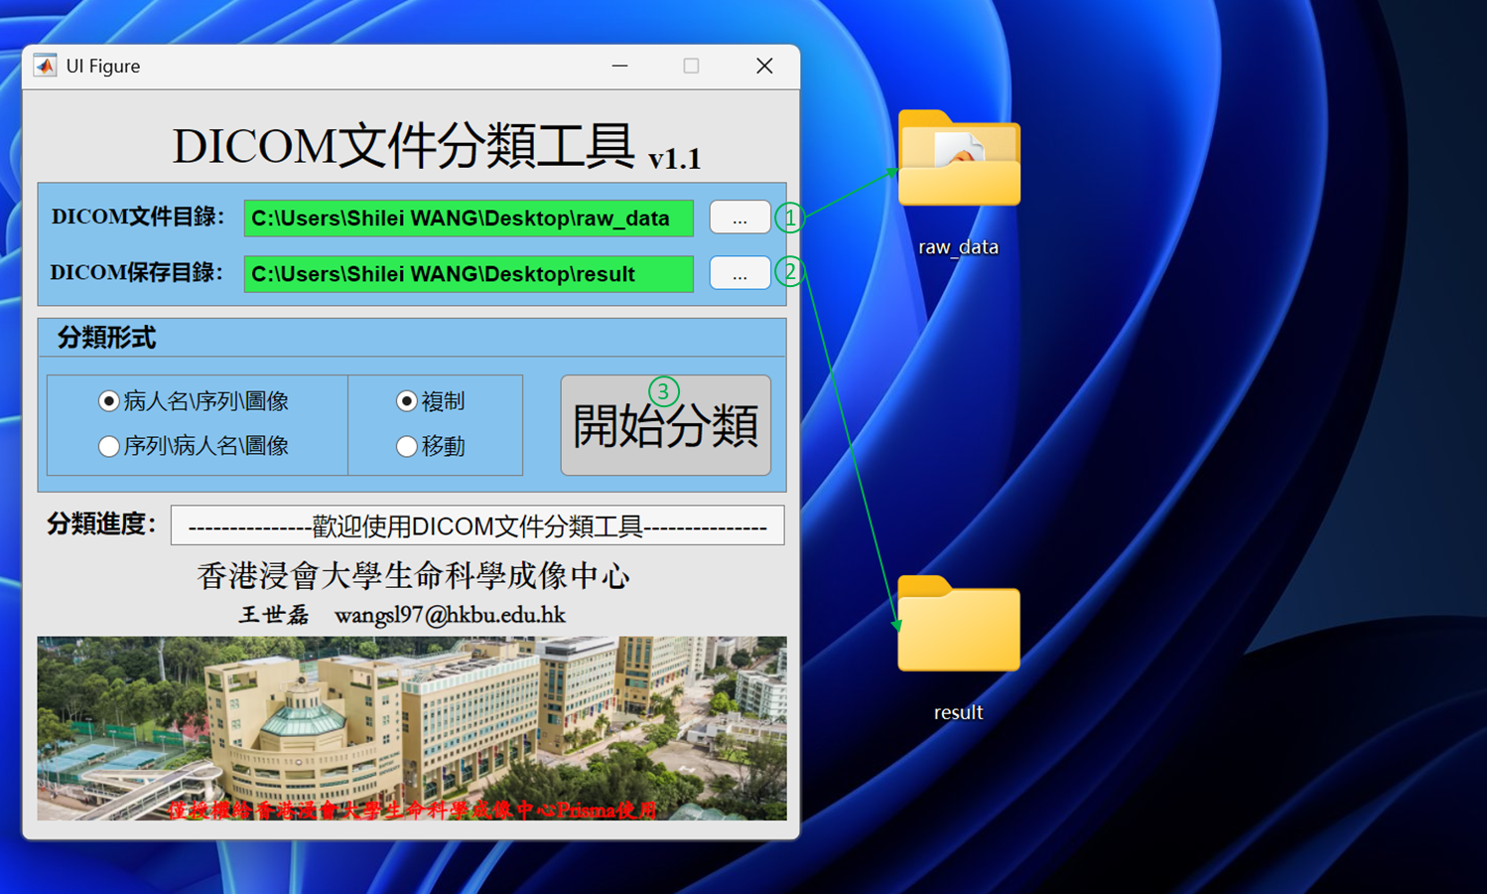 UI Figure
DICOM文件分類工具 v1.1
DICOM文件目錄： C:\Users\Shilei WANG\Desktop\raw_data ... ①
DICOM保存目錄： C:\Users\Shilei WANG\Desktop\result ... ②
raw_data
分類形式
病人名\序列\圖像
序列\病人名\圖像
複制
移動
③
開始分類
分類進度： ---------------歡迎使用DICOM文件分類工具---------------
香港浸會大學生命科學成像中心
王世磊 wangsl97@hkbu.edu.hk
僅授權給香港浸會大學生命科學成像中心Prisma使用
result